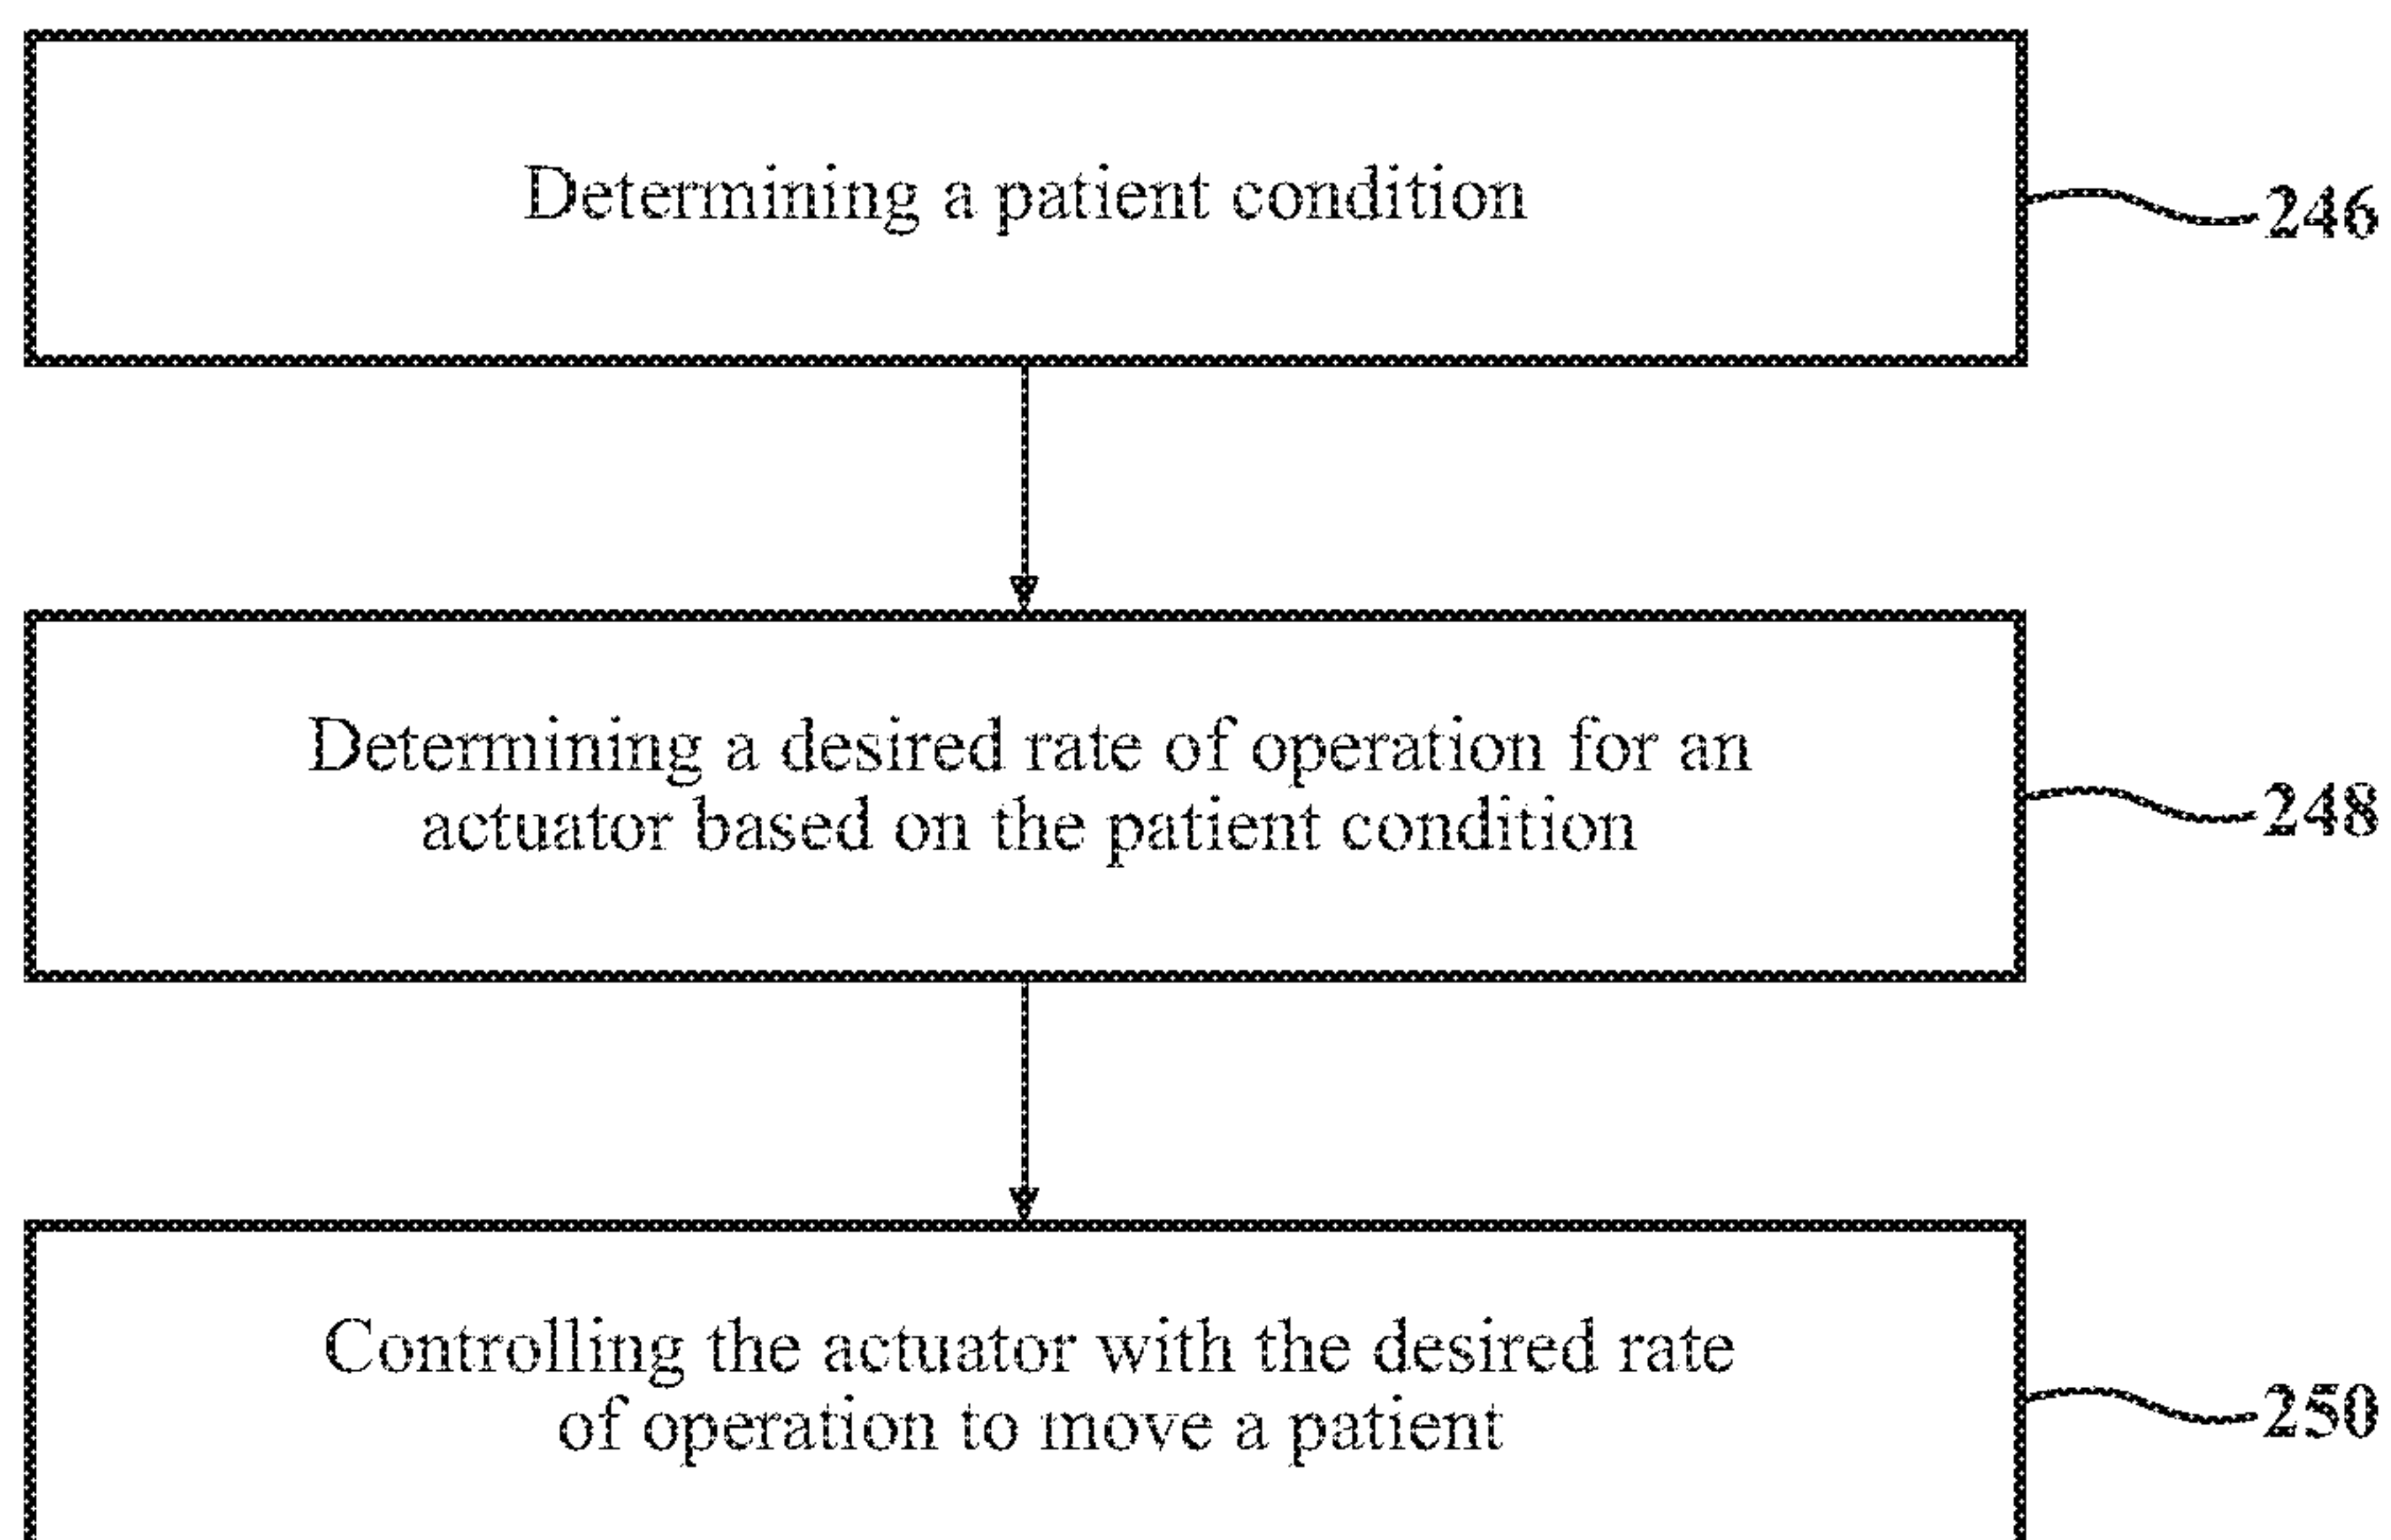 Determining a patient condition
246
Determining a desired rate of operation for an
actuator based on the patient condition
248
Controlling the actuator with the desired rate
of operation to move a patient
250